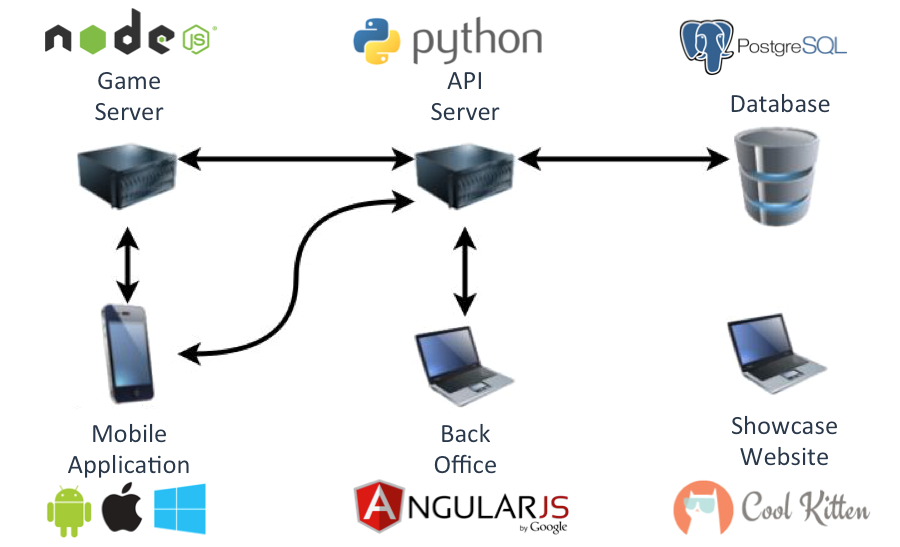 node JS
python
PostgreSQL
Game
Server
API
Server
Database
Mobile
Application
Back
Office
Showcase
Website
ANGULARJS
by Google
Cool Kitten